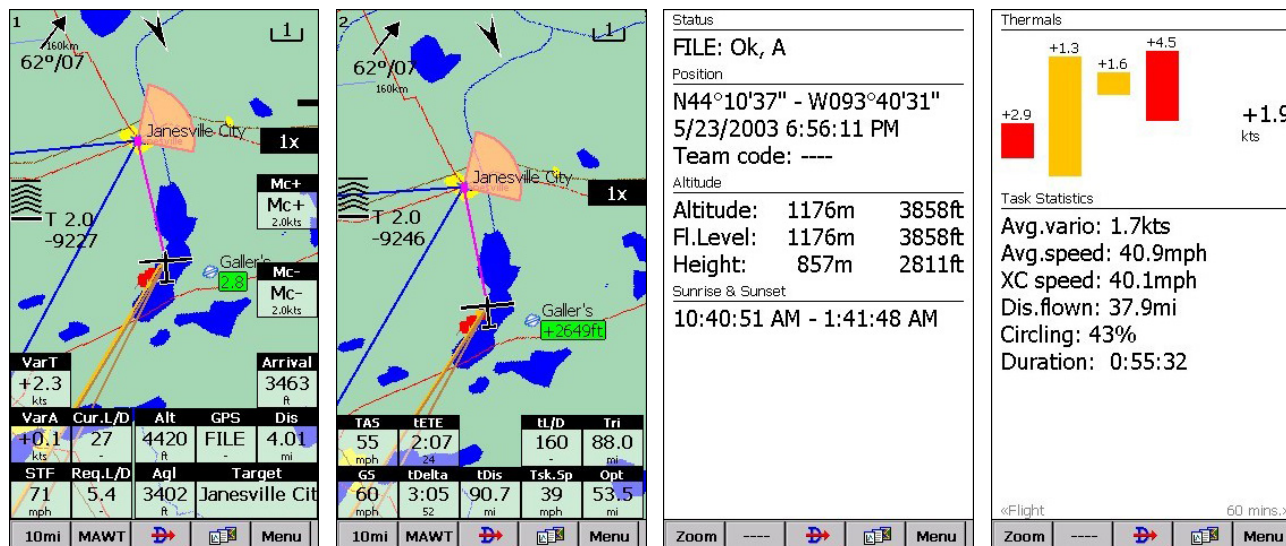 1
160km
62°/07
1
Janesville City
1x
Mc+
Mc+
2.0kts
T 2.0
-9227
Galler's
2.8
Mc-
Mc-
2.0kts
VarT
+2.3
kts
Arrival
3463
ft
VarA Cur.L/D Alt GPS Dis
+0.1 27 4420 FILE 4.01
kts - ft - mi
STF Req.L/D Agl Target
71 5.4 3402 Janesville Cit
mph ft
10mi MAWT Menu
2
62°/07
160km
1
Janesville City
1x
T 2.0
-9246
Galler's
+2649ft
TAS tETE tL/D Tri
55 2:07 160 88.0
mph 24 - mi
GS tDelta tDis Tsk.Sp Opt
60 3:05 90.7 39 53.5
mph 52 mi mph mi
10mi MAWT Menu
Status
FILE: Ok, A
Position
N44°10'37" - W093°40'31"
5/23/2003 6:56:11 PM
Team code: ----
Altitude
Altitude: 1176m 3858ft
Fl.Level: 1176m 3858ft
Height: 857m 2811ft
Sunrise & Sunset
10:40:51 AM - 1:41:48 AM
Zoom ---- Menu
Thermals
+2.9 +1.3 +1.6 +4.5
+1.9
kts
Task Statistics
Avg.vario: 1.7kts
Avg.speed: 40.9mph
XC speed: 40.1mph
Dis.flown: 37.9mi
Circling: 43%
Duration: 0:55:32
«Flight 60 mins.»
Zoom ---- Menu